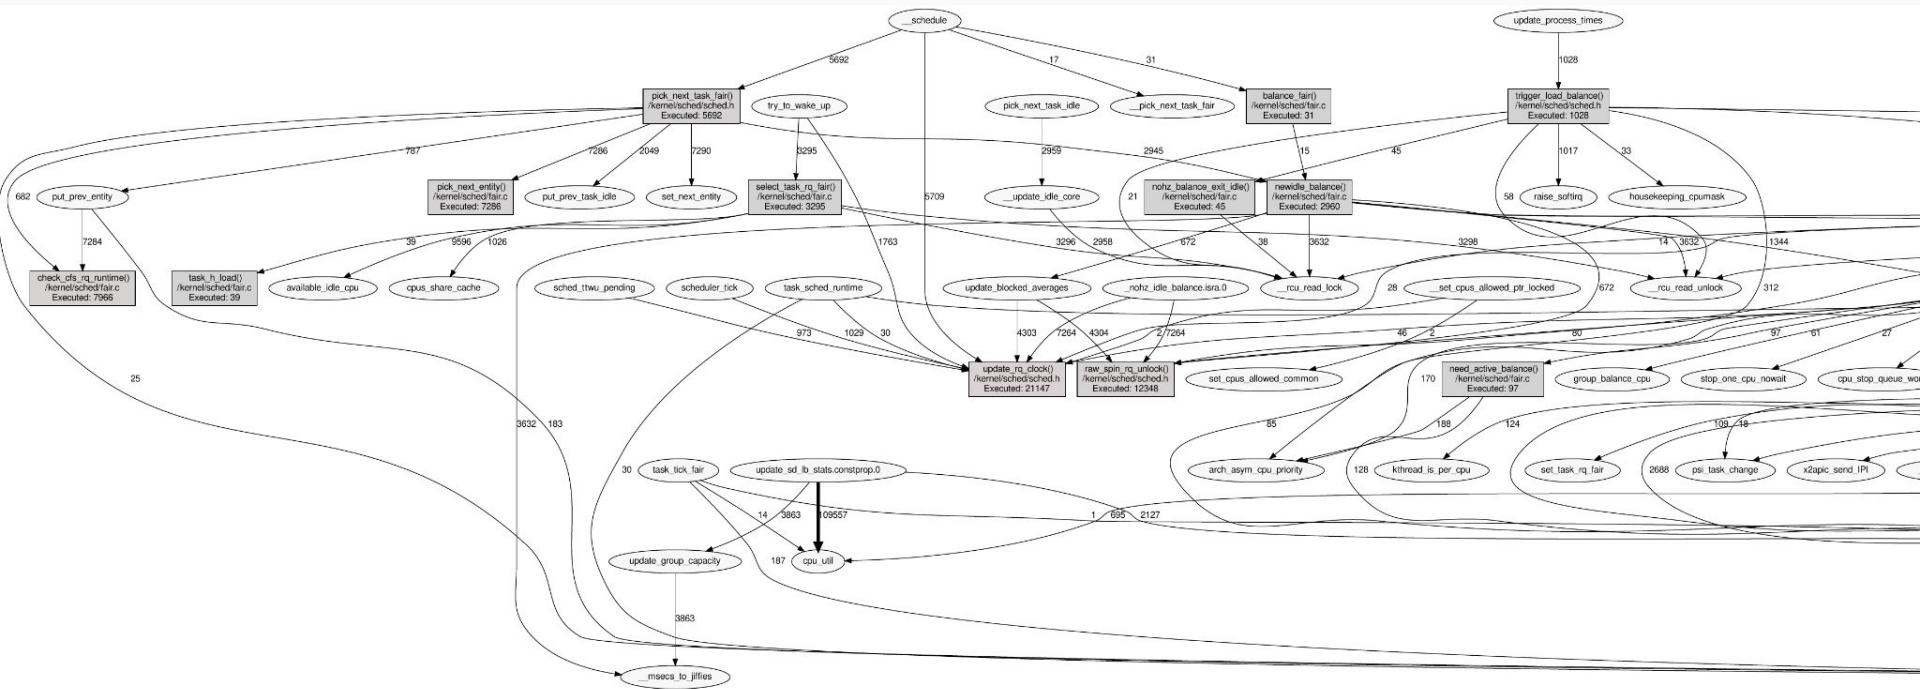 __schedule
update_process_times
5692
17
31
1028
pick_next_task_fair()
/kernel/sched/sched.h
Executed: 5692
try_to_wake_up
pick_next_task_idle
__pick_next_task_fair
balance_fair()
/kernel/sched/fair.c
Executed: 31
trigger_load_balance()
/kernel/sched/sched.h
Executed: 1028
787
7286
2049
7290
3295
2959
2945
15
45
1017
33
682
put_prev_entity
pick_next_entity()
/kernel/sched/fair.c
Executed: 7286
put_prev_task_idle
set_next_entity
select_task_rq_fair()
/kernel/sched/fair.c
Executed: 3295
5709
__update_idle_core
21
nohz_balance_exit_idle()
/kernel/sched/fair.c
Executed: 45
newidle_balance()
/kernel/sched/fair.c
Executed: 2960
58
raise_softirq
housekeeping_cpumask
7284
39
9596
1026
1763
3296
2958
672
38
3632
3298
14
3632
1344
check_cfs_rq_runtime()
/kernel/sched/fair.c
Executed: 7966
task_h_load()
/kernel/sched/fair.c
Executed: 39
available_idle_cpu
cpus_share_cache
sched_ttwu_pending
scheduler_tick
task_sched_runtime
update_blocked_averages
__nohz_idle_balance.isra.0
__rcu_read_lock
28
__set_cpus_allowed_ptr_locked
672
__rcu_read_unlock
312
973
1029
30
4303
7264
4304
2
7264
46
2
80
97
61
27
update_rq_clock()
/kernel/sched/sched.h
Executed: 21147
raw_spin_rq_unlock()
/kernel/sched/sched.h
Executed: 12348
set_cpus_allowed_common
170
need_active_balance()
/kernel/sched/fair.c
Executed: 97
group_balance_cpu
stop_one_cpu_nowait
cpu_stop_queue_wo
25
3632
183
55
188
124
109
18
30
task_tick_fair
update_sd_lb_stats.constprop.0
arch_asym_cpu_priority
128
kthread_is_per_cpu
set_task_rq_fair
2688
psi_task_change
x2apic_send_IPI
14
3863
109557
1
695
2127
update_group_capacity
187
cpu_util
3863
__msecs_to_jiffies